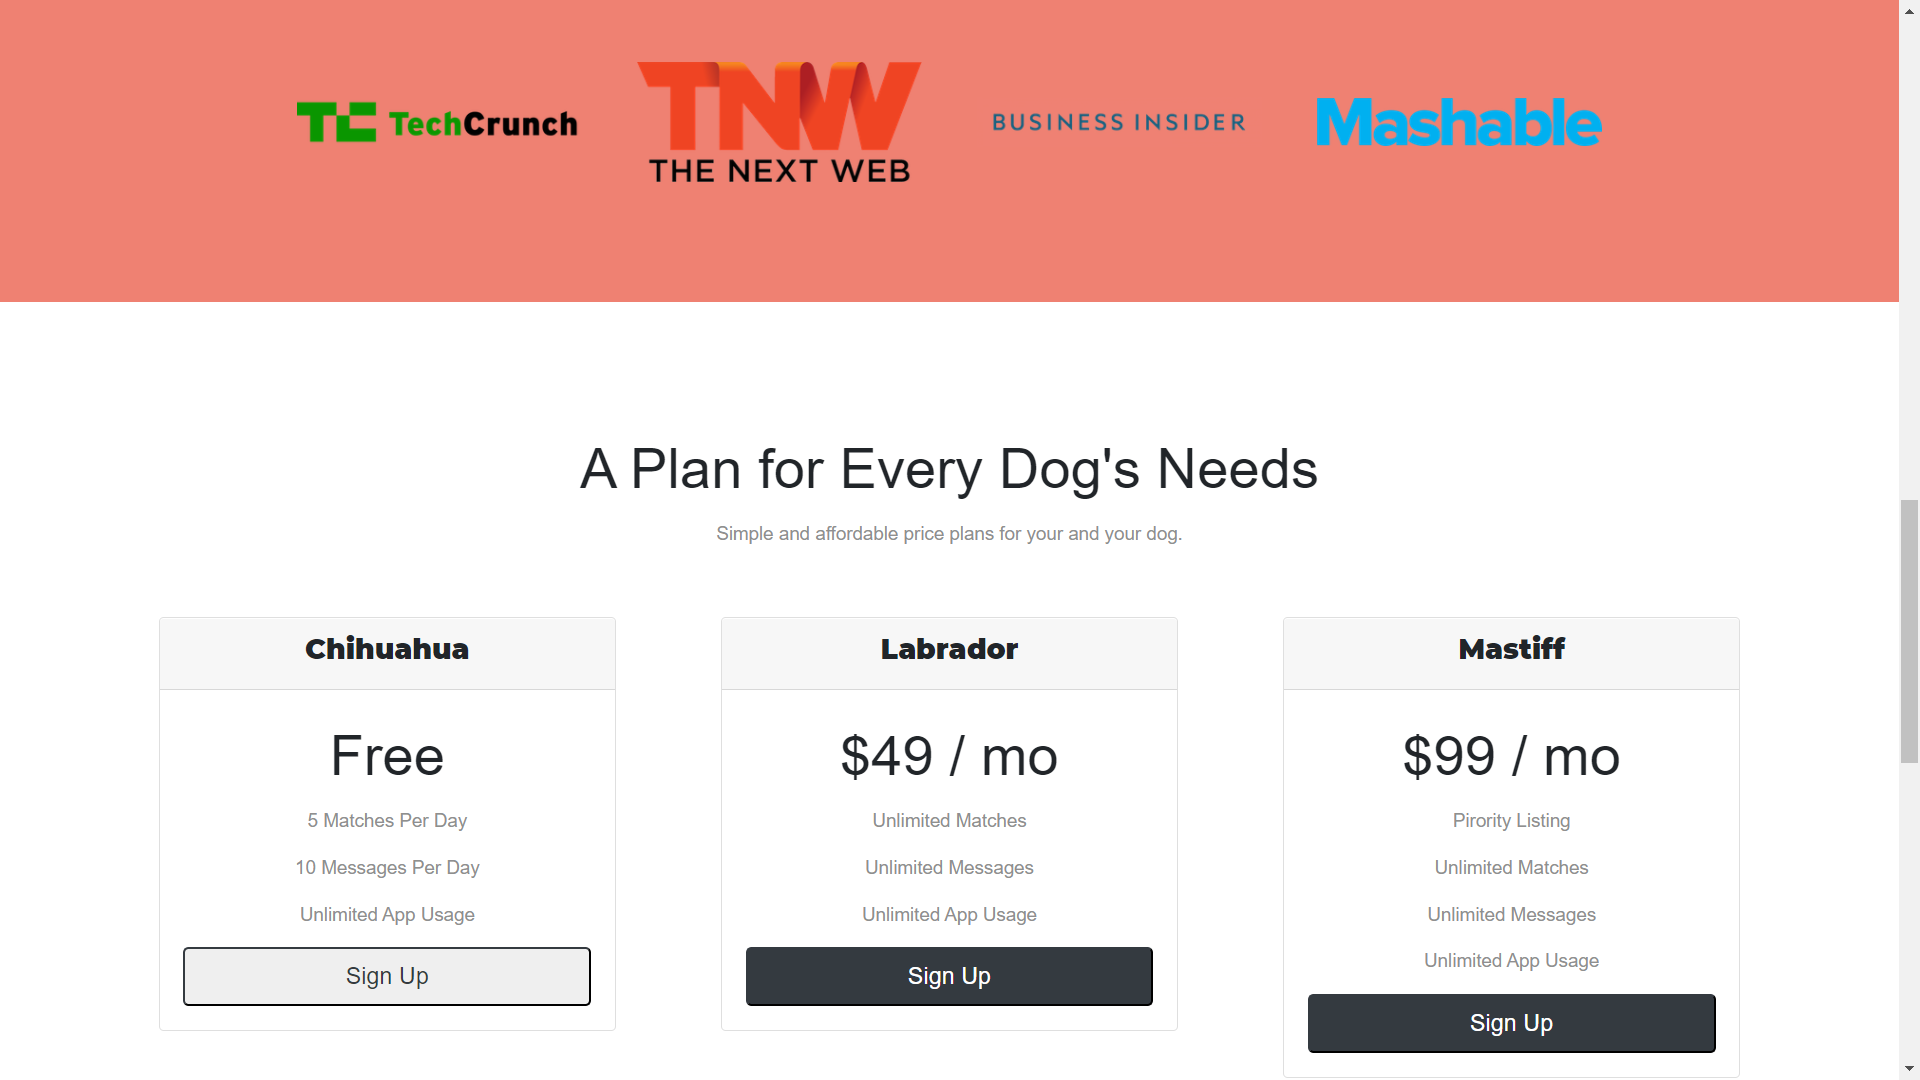 TC TechCrunch
TNW
THE NEXT WEB
BUSINESS INSIDER
Mashable
A Plan for Every Dog's Needs
Simple and affordable price plans for your and your dog.
Chihuahua
Free
5 Matches Per Day
10 Messages Per Day
Unlimited App Usage
Sign Up
Labrador
$49 / mo
Unlimited Matches
Unlimited Messages
Unlimited App Usage
Sign Up
Mastiff
$99 / mo
Pirority Listing
Unlimited Matches
Unlimited Messages
Unlimited App Usage
Sign Up